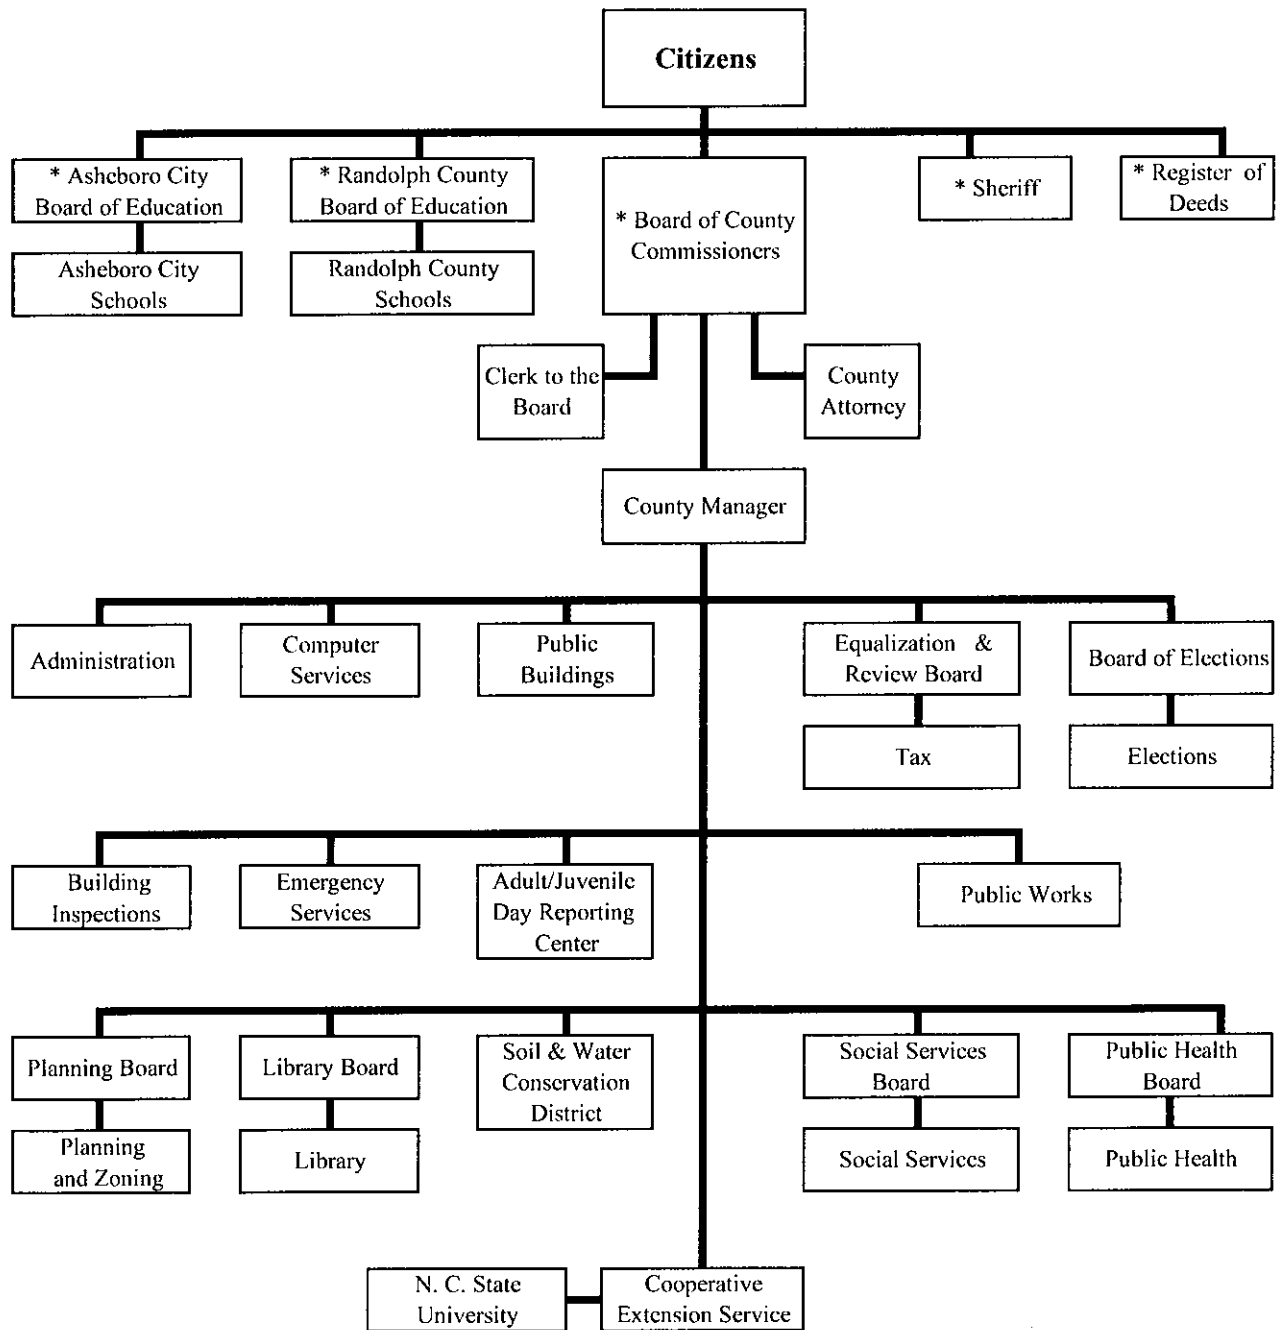 Citizens
* Asheboro City
Board of Education
* Randolph County
Board of Education
* Board of County
Commissioners
* Sheriff
* Register of
Deeds
Asheboro City
Schools
Randolph County
Schools
Clerk to the
Board
County
Attorney
County Manager
Administration
Computer
Services
Public
Buildings
Equalization &
Review Board
Board of Elections
Tax
Elections
Building
Inspections
Emergency
Services
Adult/Juvenile
Day Reporting
Center
Public Works
Planning Board
Library Board
Soil & Water
Conservation
District
Social Services
Board
Public Health
Board
Planning
and Zoning
Library
Social Services
Public Health
N. C. State
University
Cooperative
Extension Service